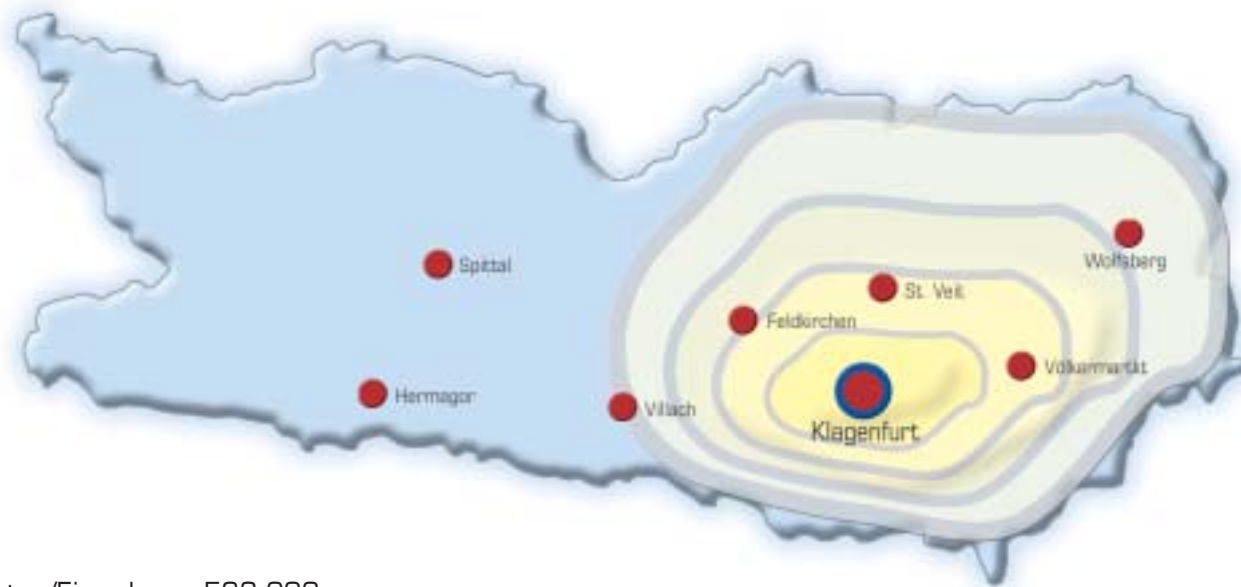 Spittal
Wolfsberg
St. Veit
Feldkirchen
Völkermarkt
Hermagor
Villach
Klagenfurt